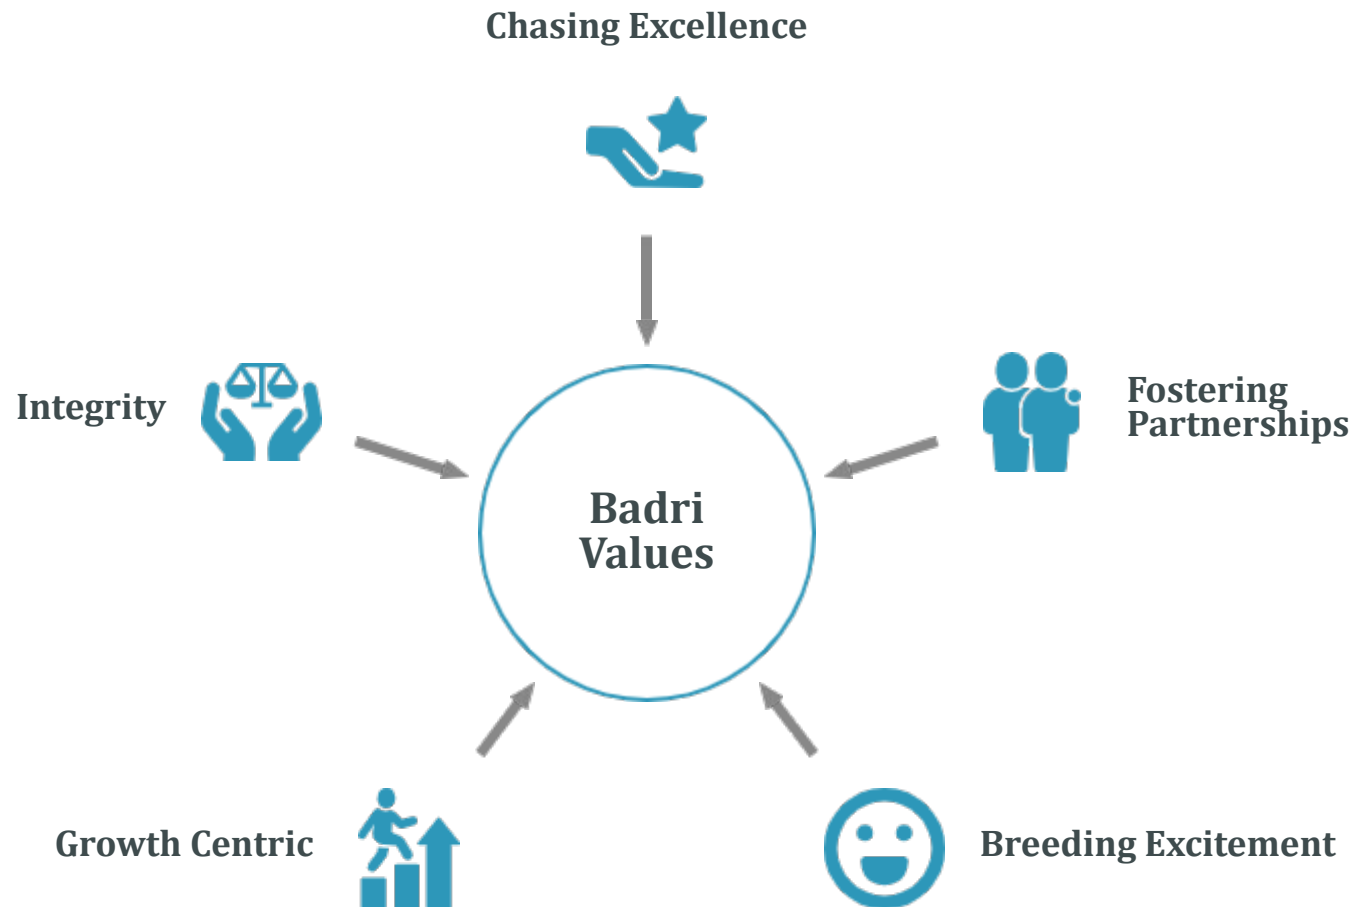 Chasing Excellence
Integrity
Fostering
Partnerships
Badri
Values
Growth Centric
Breeding Excitement